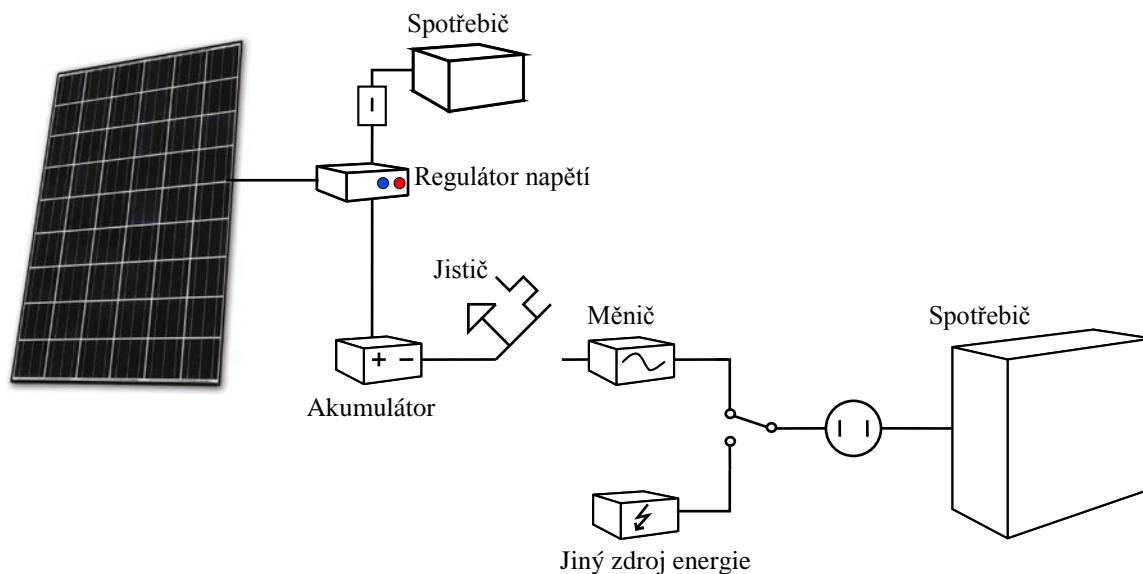 Spotřebič
Regulátor napětí
Jistič
Měnič
Spotřebič
+ −
Akumulátor
Jiný zdroj energie